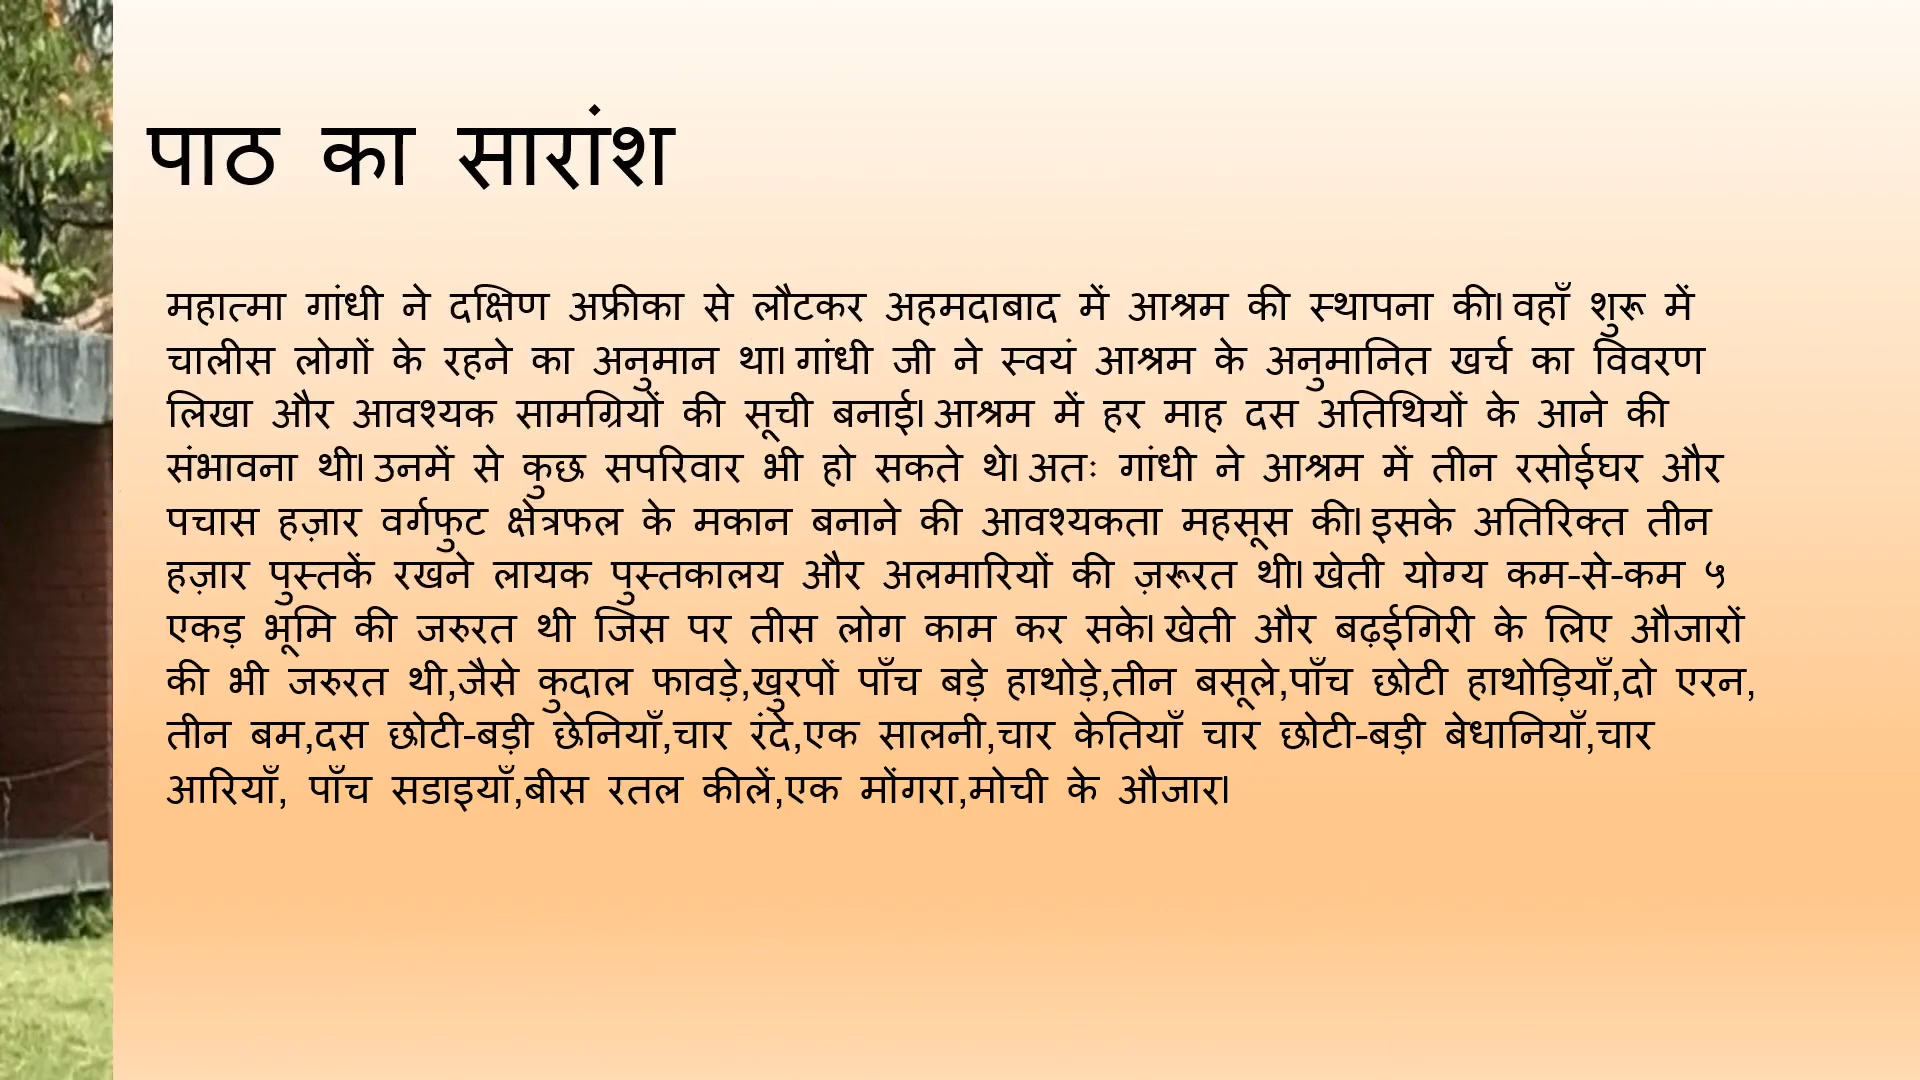 पाठ का सारांश
महात्मा गांधी ने दक्षिण अफ्रीका से लौटकर अहमदाबाद में आश्रम की स्थापना की। वहाँ शुरू में
चालीस लोगों के रहने का अनुमान था। गांधी जी ने स्वयं आश्रम के अनुमानित खर्च का विवरण
लिखा और आवश्यक सामग्रियों की सूची बनाई। आश्रम में हर माह दस अतिथियों के आने की
संभावना थी। उनमें से कुछ सपरिवार भी हो सकते थे। अतः गांधी ने आश्रम में तीन रसोईघर और
पचास हज़ार वर्गफुट क्षेत्रफल के मकान बनाने की आवश्यकता महसूस की। इसके अतिरिक्त तीन
हज़ार पुस्तकें रखने लायक पुस्तकालय और अलमारियों की ज़रूरत थी। खेती योग्य कम-से-कम ५
एकड़ भूमि की जरुरत थी जिस पर तीस लोग काम कर सके। खेती और बढ़ईगिरी के लिए औजारों
की भी जरुरत थी,जैसे कुदाल फावड़े,खुरपों पाँच बड़े हाथोड़े,तीन बसूले,पाँच छोटी हाथोड़ियाँ,दो एरन,
तीन बम,दस छोटी-बड़ी छेनियाँ,चार रंदे,एक सालनी,चार केतियाँ चार छोटी-बड़ी बेधानियाँ,चार
आरियाँ, पाँच सडाइयाँ,बीस रतल कीलें,एक मोंगरा,मोची के औजार।